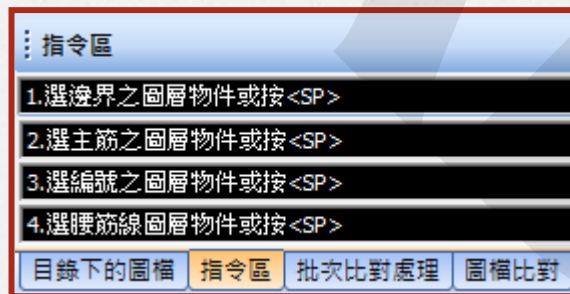 指令區
1.選邊界之圖層物件或按<SP>
2.選主筋之圖層物件或按<SP>
3.選編號之圖層物件或按<SP>
4.選腰筋線圖層物件或按<SP>
目錄下的圖檔 指令區 批次比對處理 圖檔比對